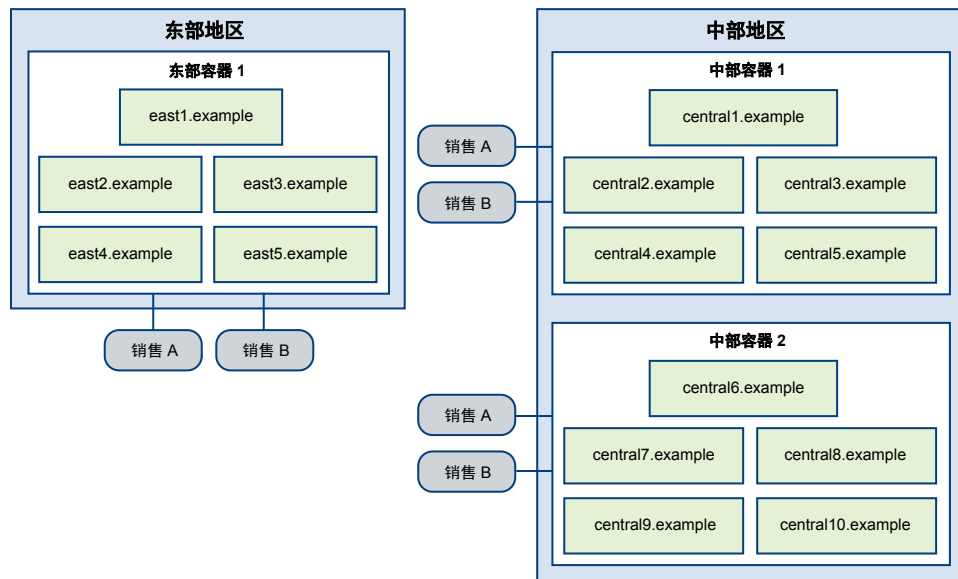 东部地区
东部容器 1
east1.example
east2.example
east3.example
east4.example
east5.example
销售 A
销售 B
中部地区
中部容器 1
central1.example
销售 A
central2.example
central3.example
销售 B
central4.example
central5.example
中部容器 2
central6.example
销售 A
central7.example
central8.example
销售 B
central9.example
central10.example